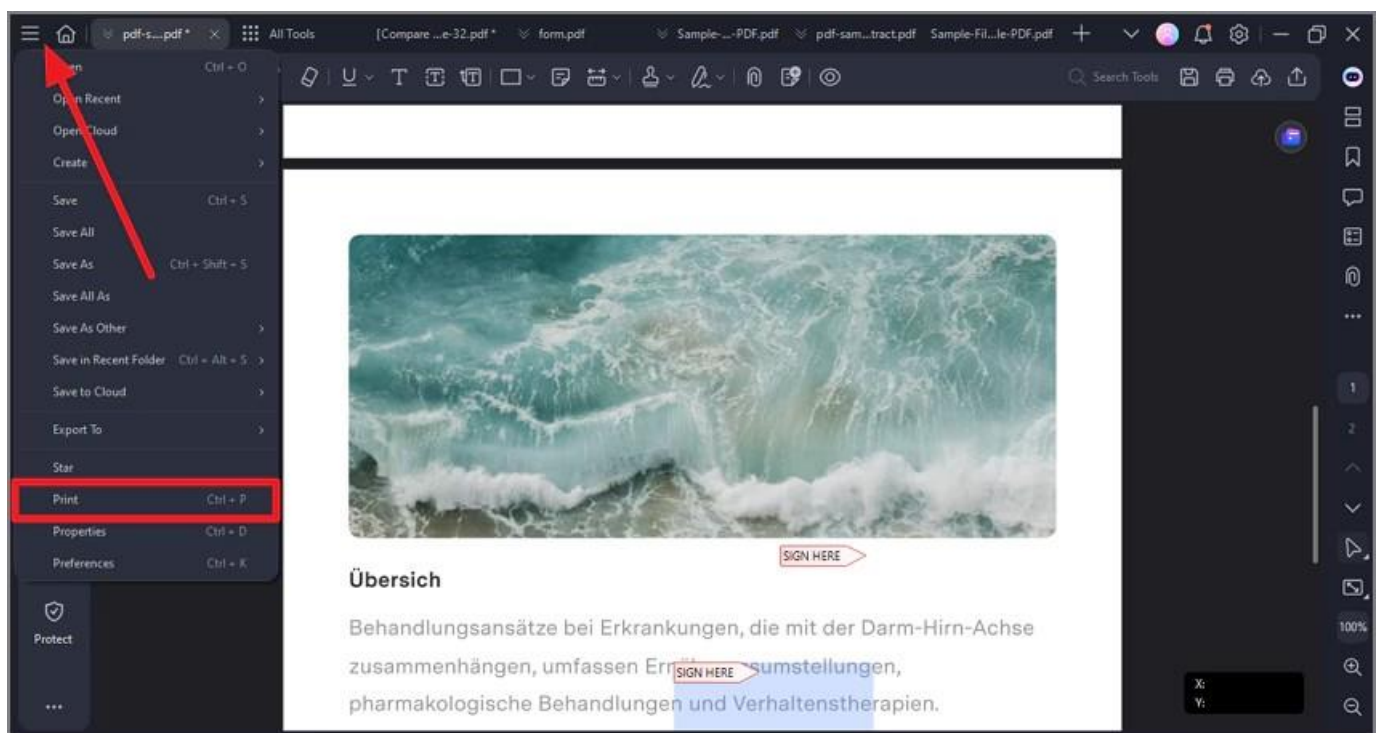 pdf-s....pdf *
All Tools
[Compare ...e-32.pdf *
form.pdf
Sample-...-PDF.pdf
pdf-sam...tract.pdf
Sample-Fil...le-PDF.pdf
Ctrl + O
Open Recent
Open Cloud
Create
Save Ctrl + S
Save All
Save As Ctrl + Shift + S
Save All As
Save As Other
Save in Recent Folder Ctrl + Alt + S
Save to Cloud
Export To
Star
Print Ctrl + P
Properties Ctrl + D
Preferences Ctrl + K
Protect
Search Tools
SIGN HERE
Übersich
Behandlungsansätze bei Erkrankungen, die mit der Darm-Hirn-Achse
zusammenhängen, umfassen
SIGN HERE
pharmakologische Behandlungen und Verhaltenstherapien.
1
2
100%
X:
Y: